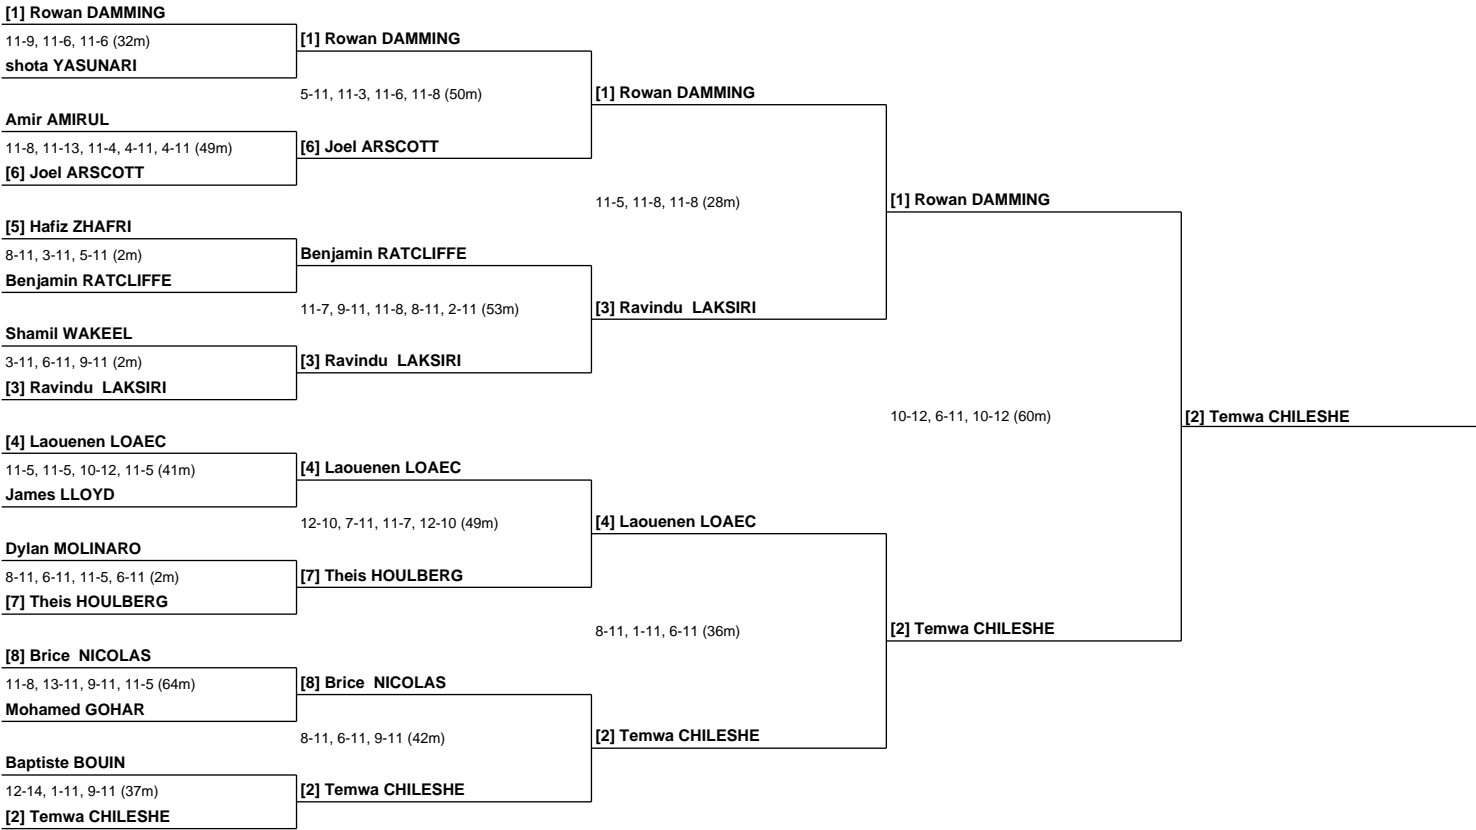 [1] Rowan DAMMING
11-9, 11-6, 11-6 (32m)
shota YASUNARI
Amir AMIRUL
11-8, 11-13, 11-4, 4-11, 4-11 (49m)
[6] Joel ARSCOTT
[5] Hafiz ZHAFRI
8-11, 3-11, 5-11 (2m)
Benjamin RATCLIFFE
Shamil WAKEEL
3-11, 6-11, 9-11 (2m)
[3] Ravindu  LAKSIRI
[4] Laouenen LOAEC
11-5, 11-5, 10-12, 11-5 (41m)
James LLOYD
Dylan MOLINARO
8-11, 6-11, 11-5, 6-11 (2m)
[7] Theis HOULBERG
[8] Brice  NICOLAS
11-8, 13-11, 9-11, 11-5 (64m)
Mohamed GOHAR
Baptiste BOUIN
12-14, 1-11, 9-11 (37m)
[2] Temwa CHILESHE
[1] Rowan DAMMING
5-11, 11-3, 11-6, 11-8 (50m)
[6] Joel ARSCOTT
Benjamin RATCLIFFE
11-7, 9-11, 11-8, 8-11, 2-11 (53m)
[3] Ravindu  LAKSIRI
[4] Laouenen LOAEC
12-10, 7-11, 11-7, 12-10 (49m)
[7] Theis HOULBERG
[8] Brice  NICOLAS
8-11, 6-11, 9-11 (42m)
[2] Temwa CHILESHE
[1] Rowan DAMMING
11-5, 11-8, 11-8 (28m)
[3] Ravindu  LAKSIRI
[4] Laouenen LOAEC
8-11, 1-11, 6-11 (36m)
[2] Temwa CHILESHE
[1] Rowan DAMMING
10-12, 6-11, 10-12 (60m)
[2] Temwa CHILESHE
[2] Temwa CHILESHE